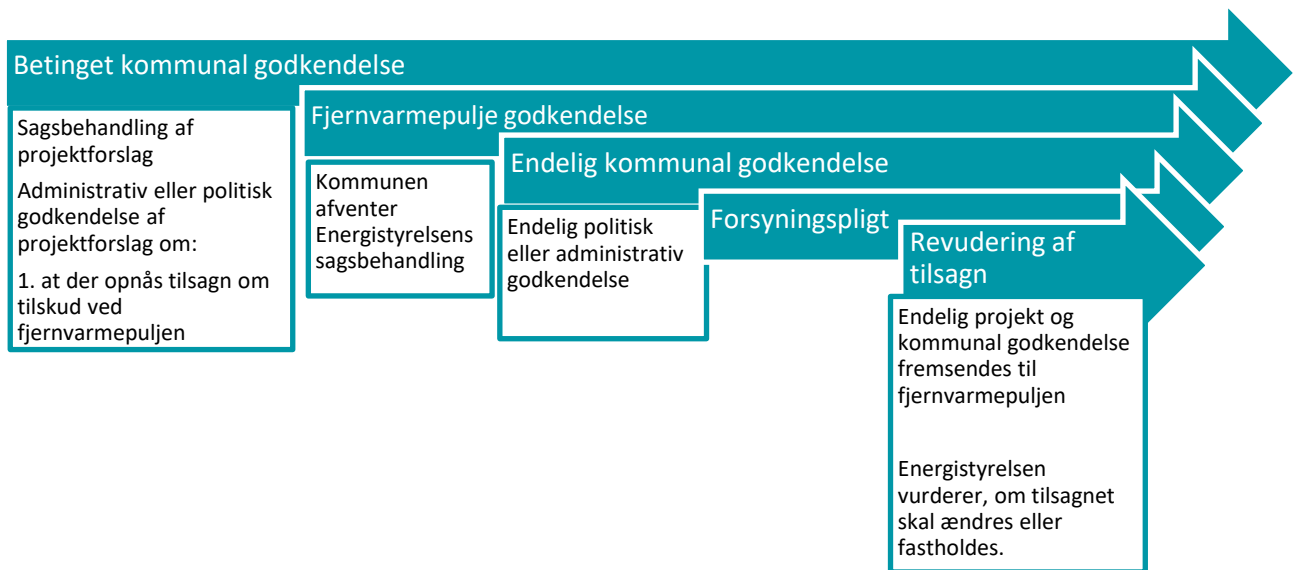 Betinget kommunal godkendelse
Sagsbehandling af
projektforslag
Administrativ eller politisk
godkendelse af
projektforslag om:
1. at der opnås tilsagn om
tilskud ved
fjernvarmepuljen
Fjernvarmepulje godkendelse
Kommunen
afventer
Energistyrelsens
sagsbehandling
Endelig kommunal godkendelse
Endelig politisk
eller administrativ
godkendelse
Forsyningspligt
Revudering af
tilsagn
Endelig projekt og
kommunal godkendelse
fremsendes til
fjernvarmepuljen
Energistyrelsen
vurderer, om tilsagnet
skal ændres eller
fastholdes.